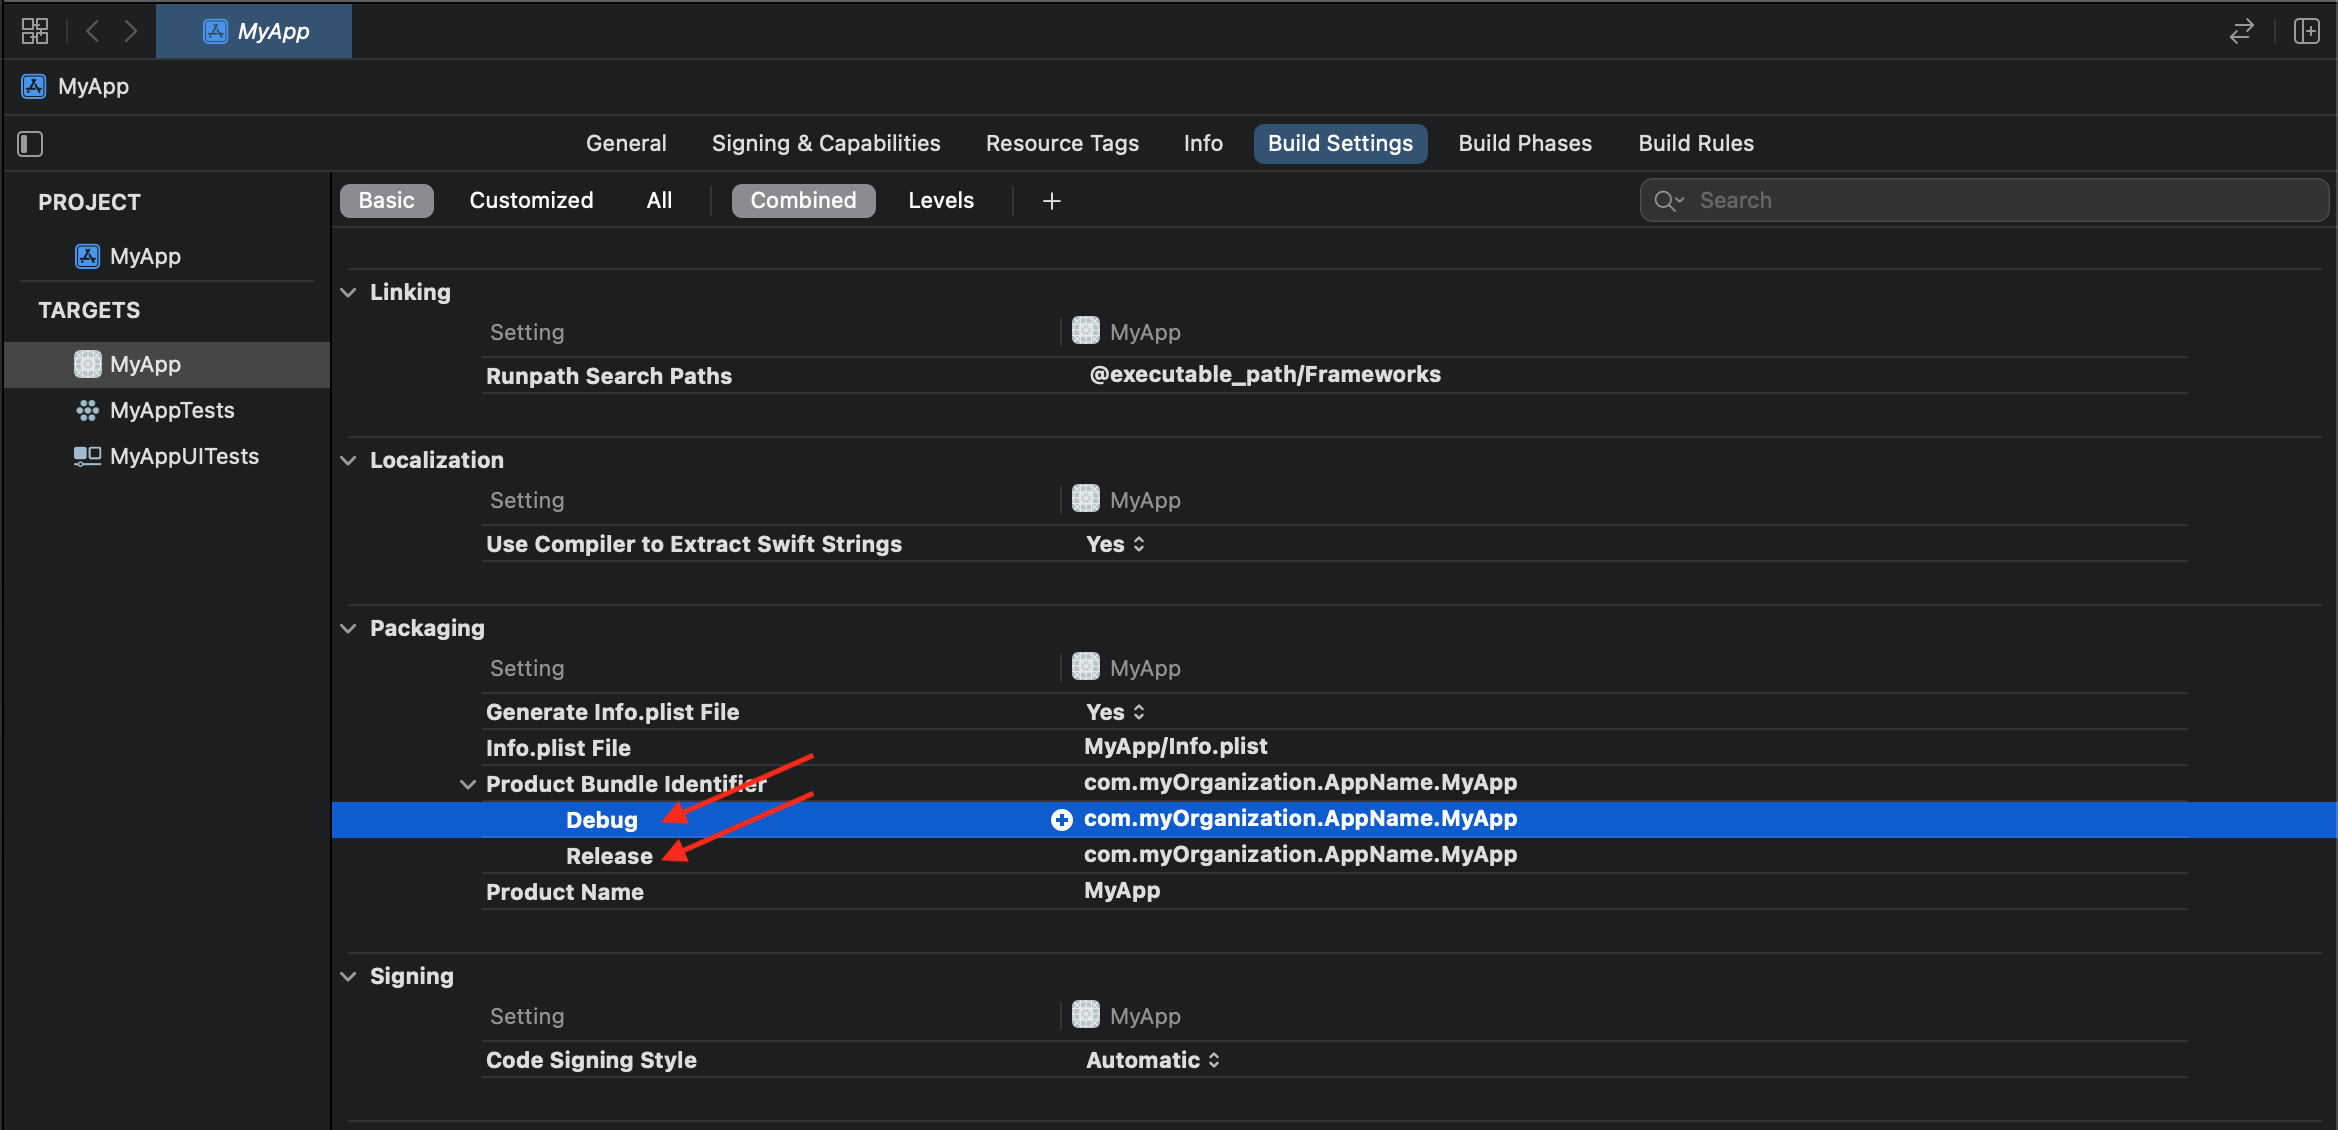 MyApp
MyApp
General Signing & Capabilities Resource Tags Info Build Settings Build Phases Build Rules
PROJECT
MyApp
TARGETS
MyApp
MyAppTests
MyAppUITests
Basic Customized All Combined Levels + Search
Linking
Setting MyApp
Runpath Search Paths @executable_path/Frameworks
Localization
Setting MyApp
Use Compiler to Extract Swift Strings Yes
Packaging
Setting MyApp
Generate Info.plist File Yes
Info.plist File MyApp/Info.plist
Product Bundle Identifier com.myOrganization.AppName.MyApp
Debug com.myOrganization.AppName.MyApp
Release com.myOrganization.AppName.MyApp
Product Name MyApp
Signing
Setting MyApp
Code Signing Style Automatic